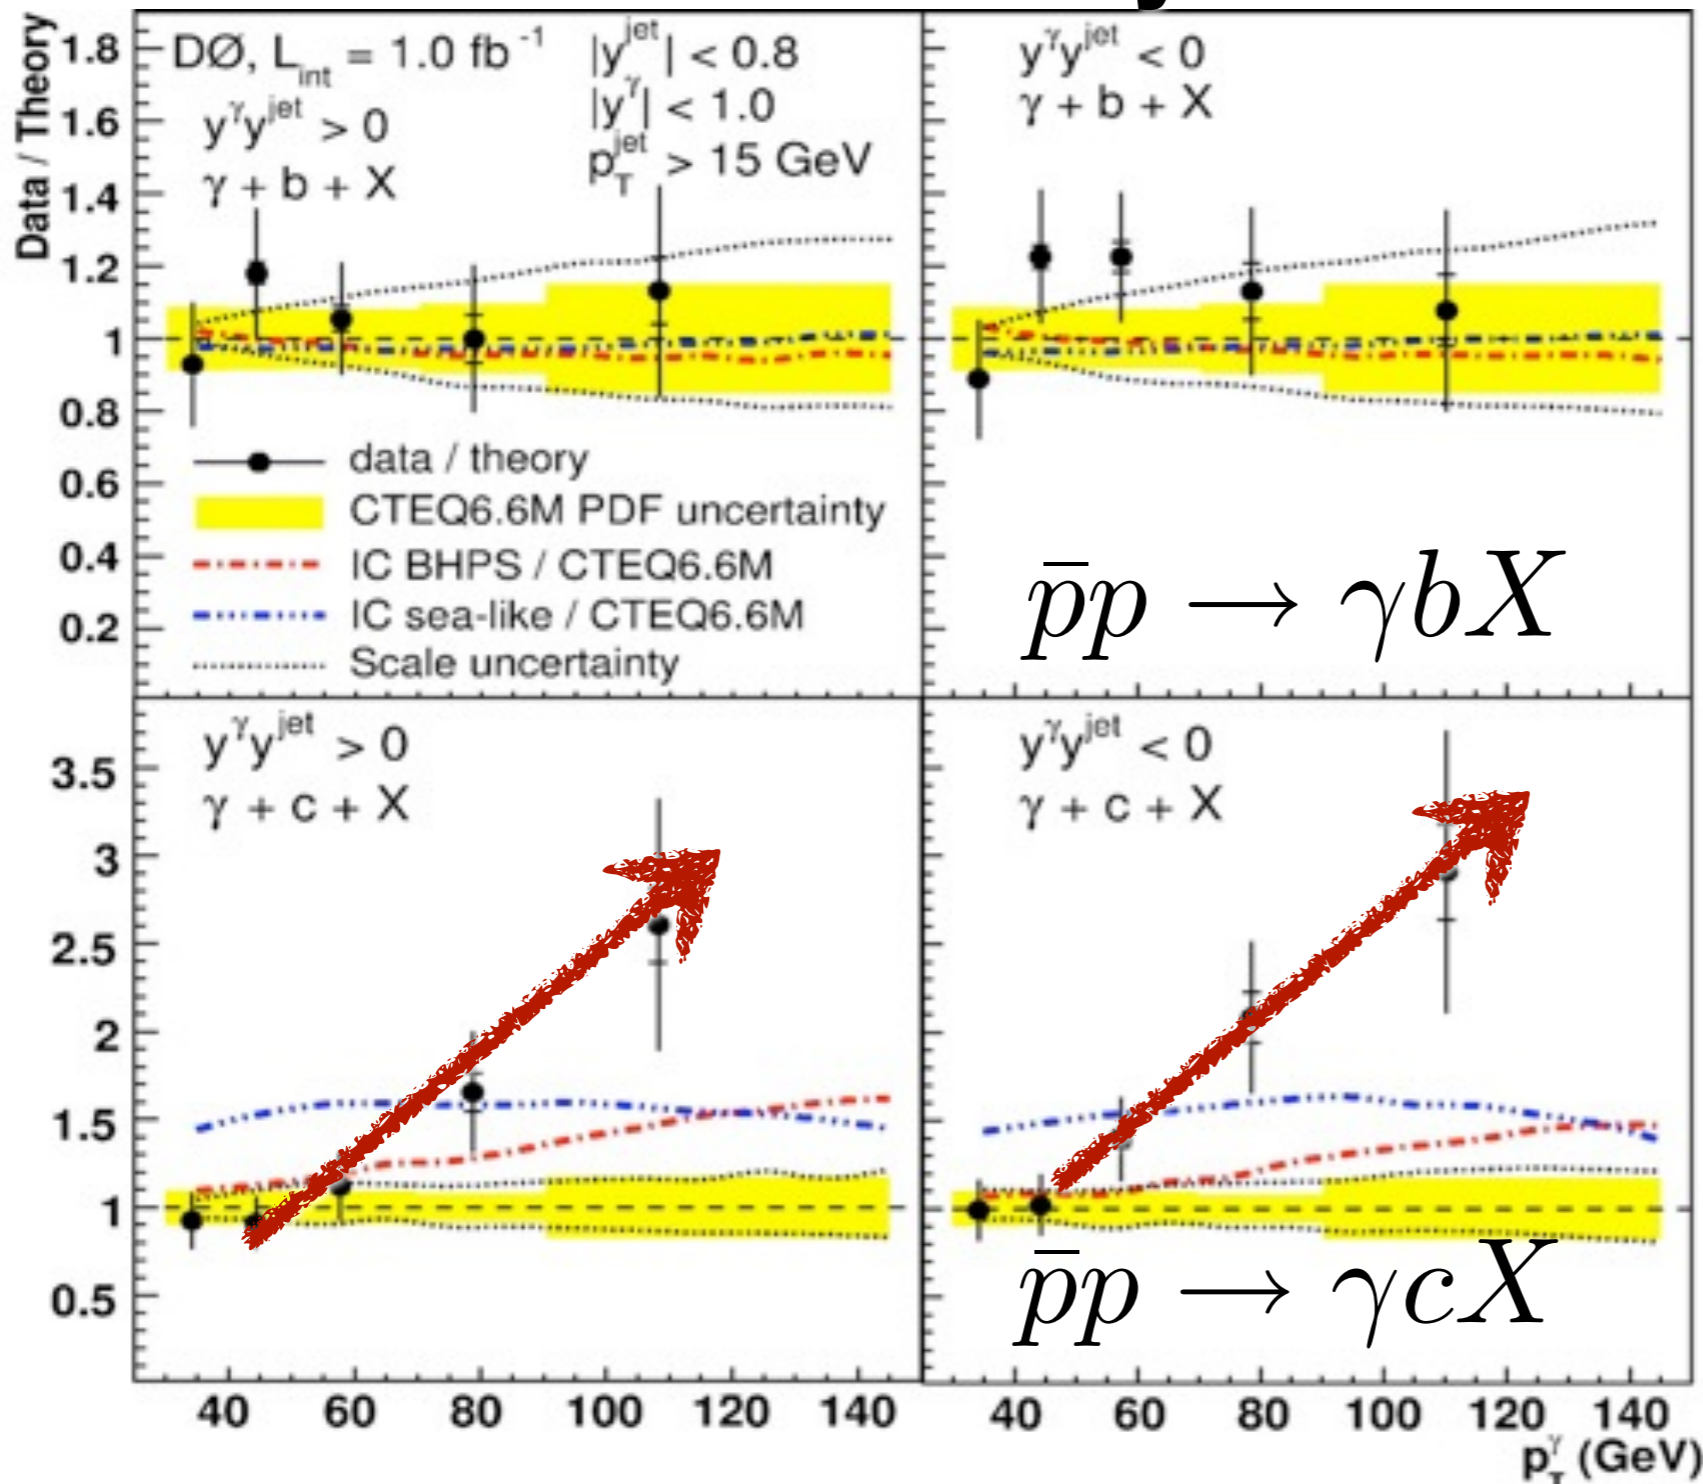 Data / Theory
1.8
1.6
1.4
1.2
1
0.8
0.6
0.4
0.2
DØ, L_int = 1.0 fb⁻¹
y^γ y^jet > 0
γ + b + X
|y^jet| < 0.8
|y^γ| < 1.0
p_T^jet > 15 GeV
data / theory
CTEQ6.6M PDF uncertainty
IC BHPS / CTEQ6.6M
IC sea-like / CTEQ6.6M
Scale uncertainty
y^γ y^jet < 0
γ + b + X
p̄p → γbX
3.5
3
2.5
2
1.5
1
0.5
y^γ y^jet > 0
γ + c + X
y^γ y^jet < 0
γ + c + X
p̄p → γcX
40 60 80 100 120 140
40 60 80 100 120 140
p_T^γ (GeV)